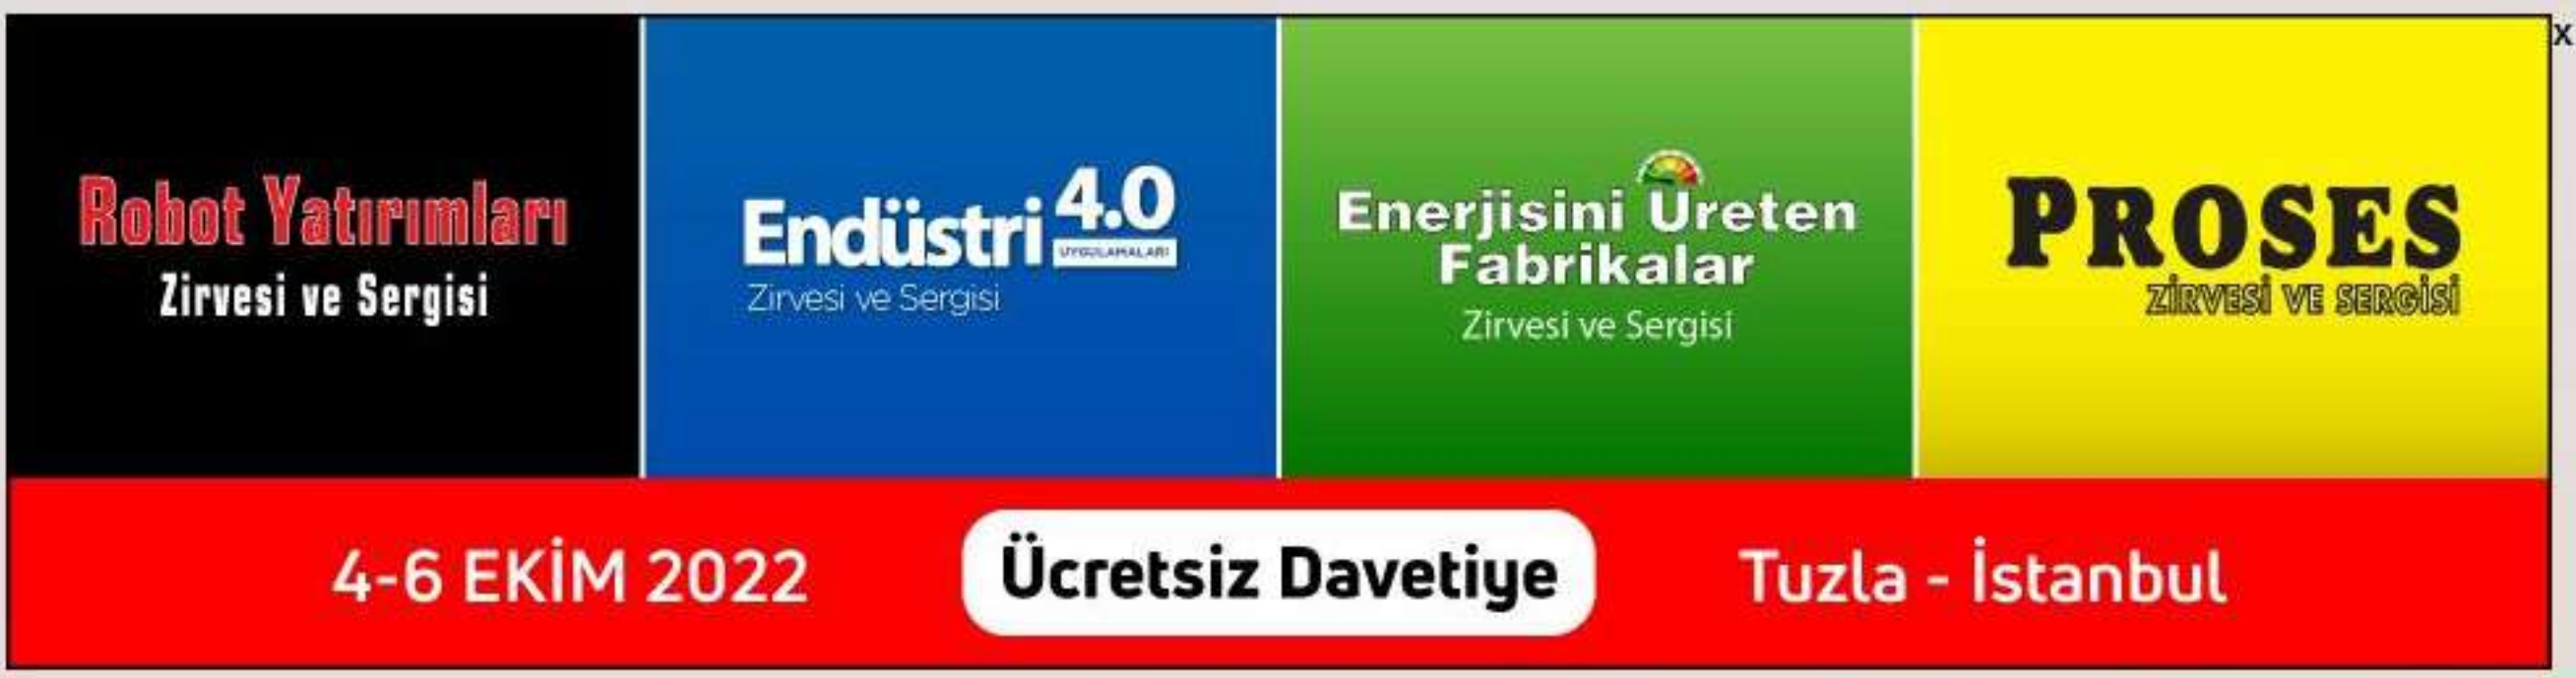 Robot Yatırımları
Zirvesi ve Sergisi
Endüstri 4.0
UYGULAMALARI
Zirvesi ve Sergisi
Enerjisini Üreten
Fabrikalar
Zirvesi ve Sergisi
PROSES
ZİRVESİ VE SERGİSİ
4-6 EKİM 2022
Ücretsiz Davetiye
Tuzla - İstanbul
X